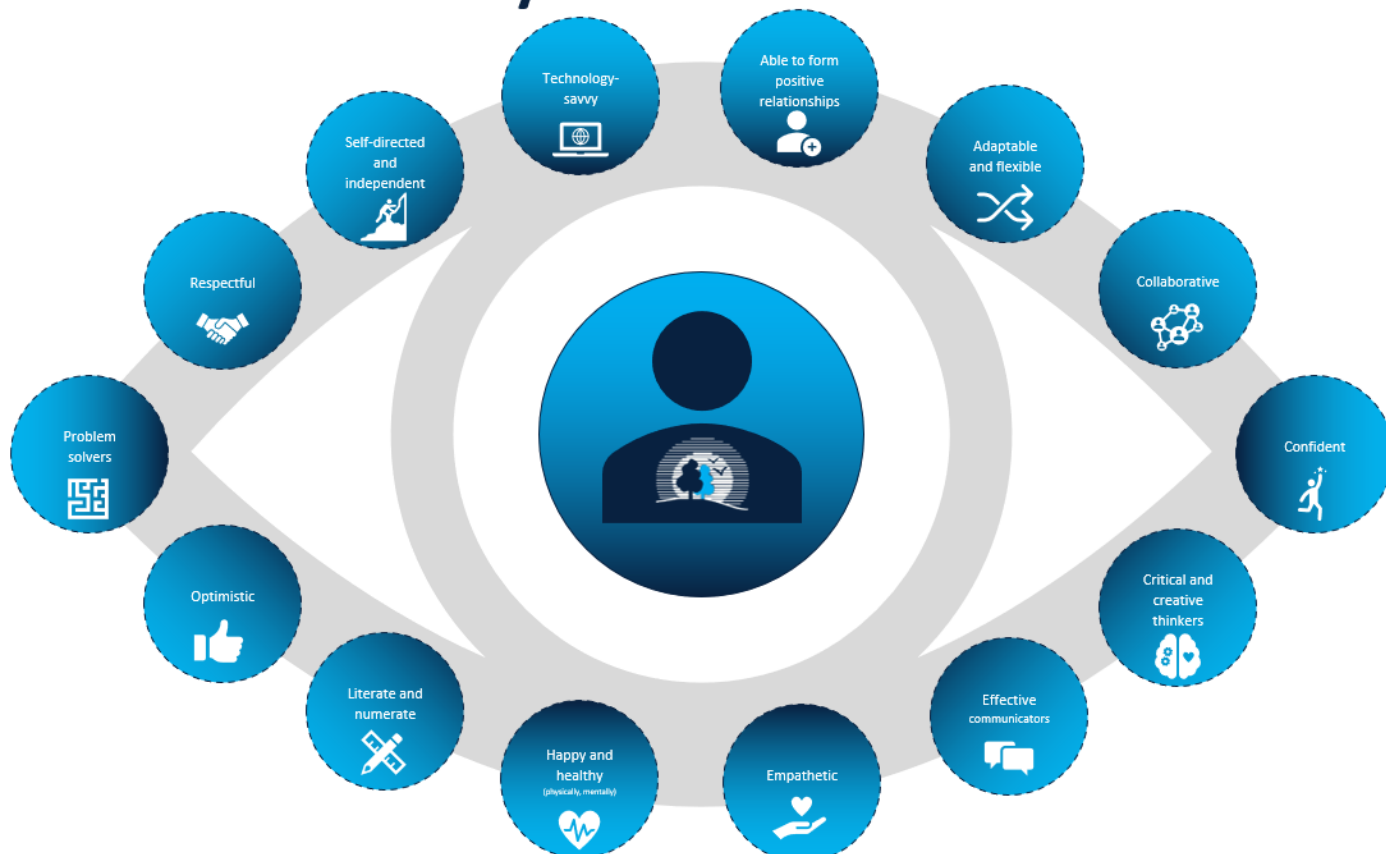 Technology-
savvy
Able to form
positive
relationships
Self-directed
and
independent
Adaptable
and flexible
Respectful
Collaborative
Problem
solvers
Confident
Optimistic
Critical and
creative
thinkers
Literate and
numerate
Effective
communicators
Happy and
healthy
(physically, mentally)
Empathetic